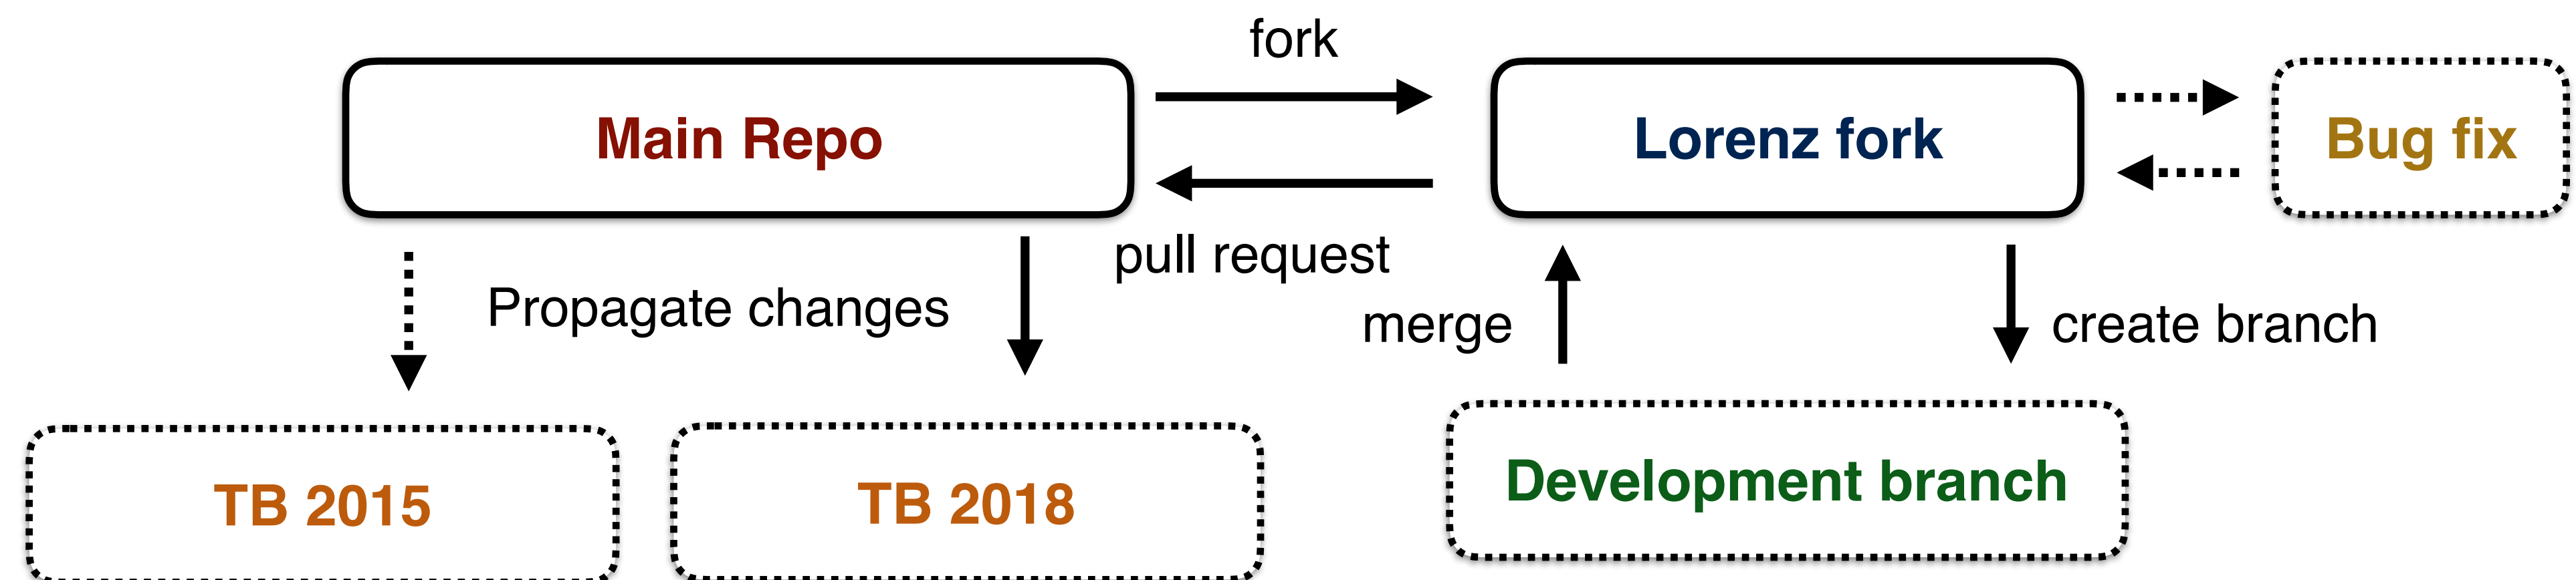 fork
Main Repo
Lorenz fork
Bug fix
pull request
Propagate changes
merge
create branch
TB 2015
TB 2018
Development branch